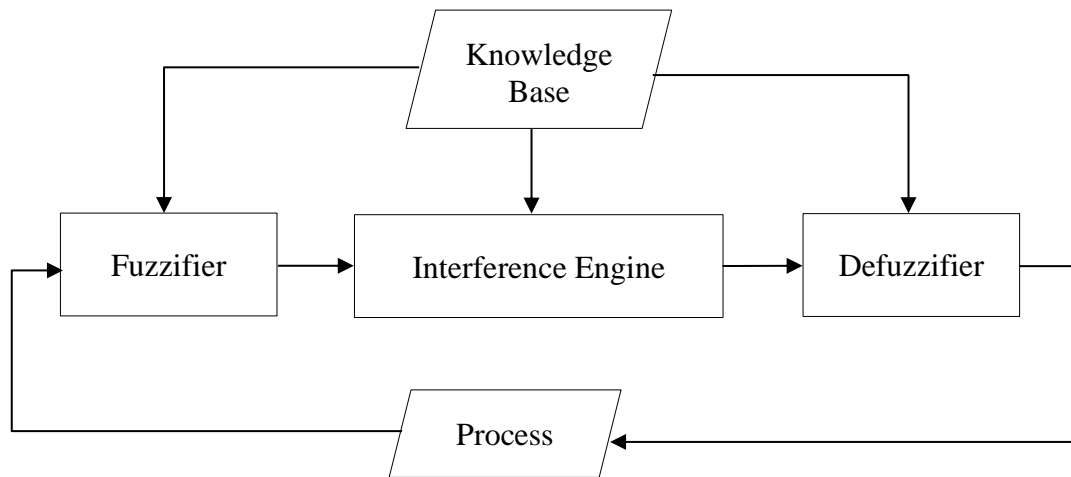 Knowledge
Base
Fuzzifier
Interference Engine
Defuzzifier
Process